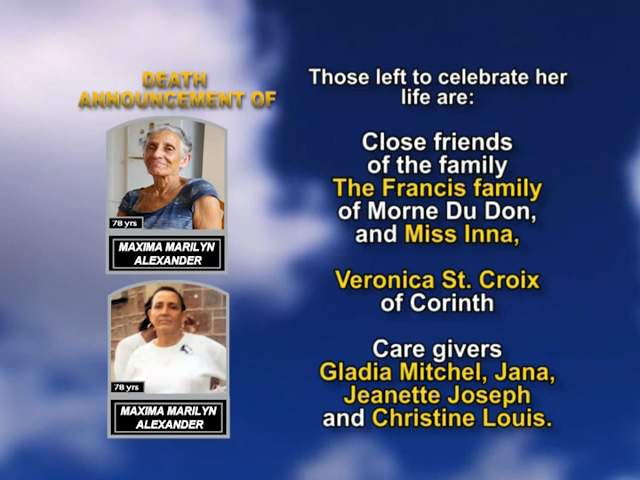 DEATH
ANNOUNCEMENT OF
78 yrs
MAXIMA MARILYN
ALEXANDER
78 yrs
MAXIMA MARILYN
ALEXANDER
Those left to celebrate her
life are:
Close friends
of the family
The Francis family
of Morne Du Don,
and Miss Inna,
Veronica St. Croix
of Corinth
Care givers
Gladia Mitchel, Jana,
Jeanette Joseph
and Christine Louis.